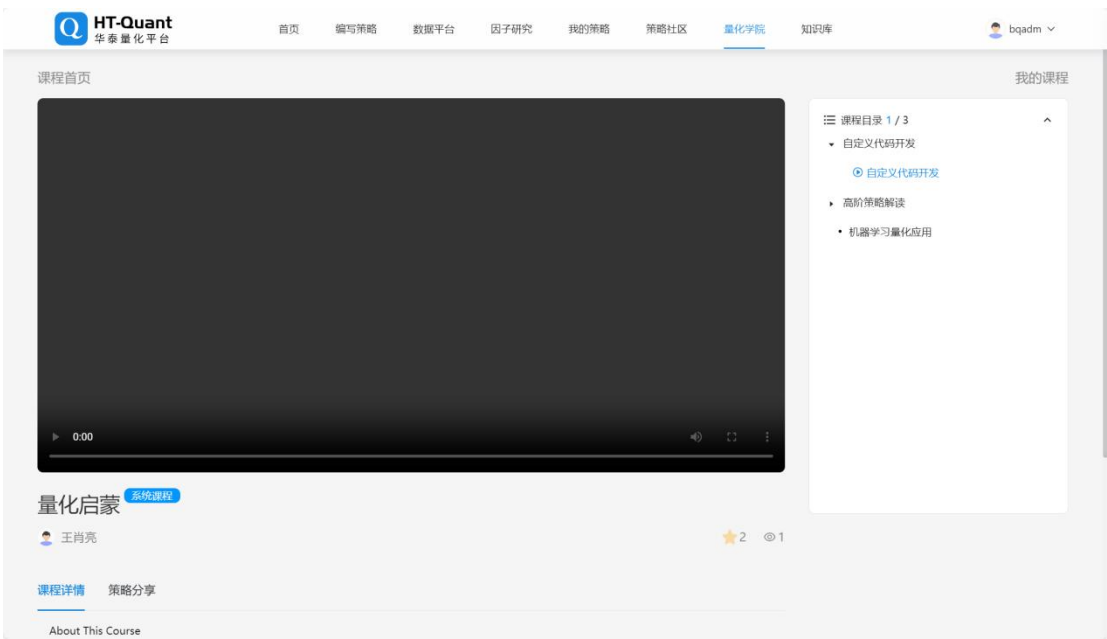 HT-Quant
华泰量化平台
首页 编写策略 数据平台 因子研究 我的策略 策略社区 量化学院 知识库 bqadm
课程首页 我的课程
课程目录 1 / 3
自定义代码开发
自定义代码开发
高阶策略解读
机器学习量化应用
0:00
量化启蒙 系统课程
王肖亮 2 1
课程详情 策略分享
About This Course